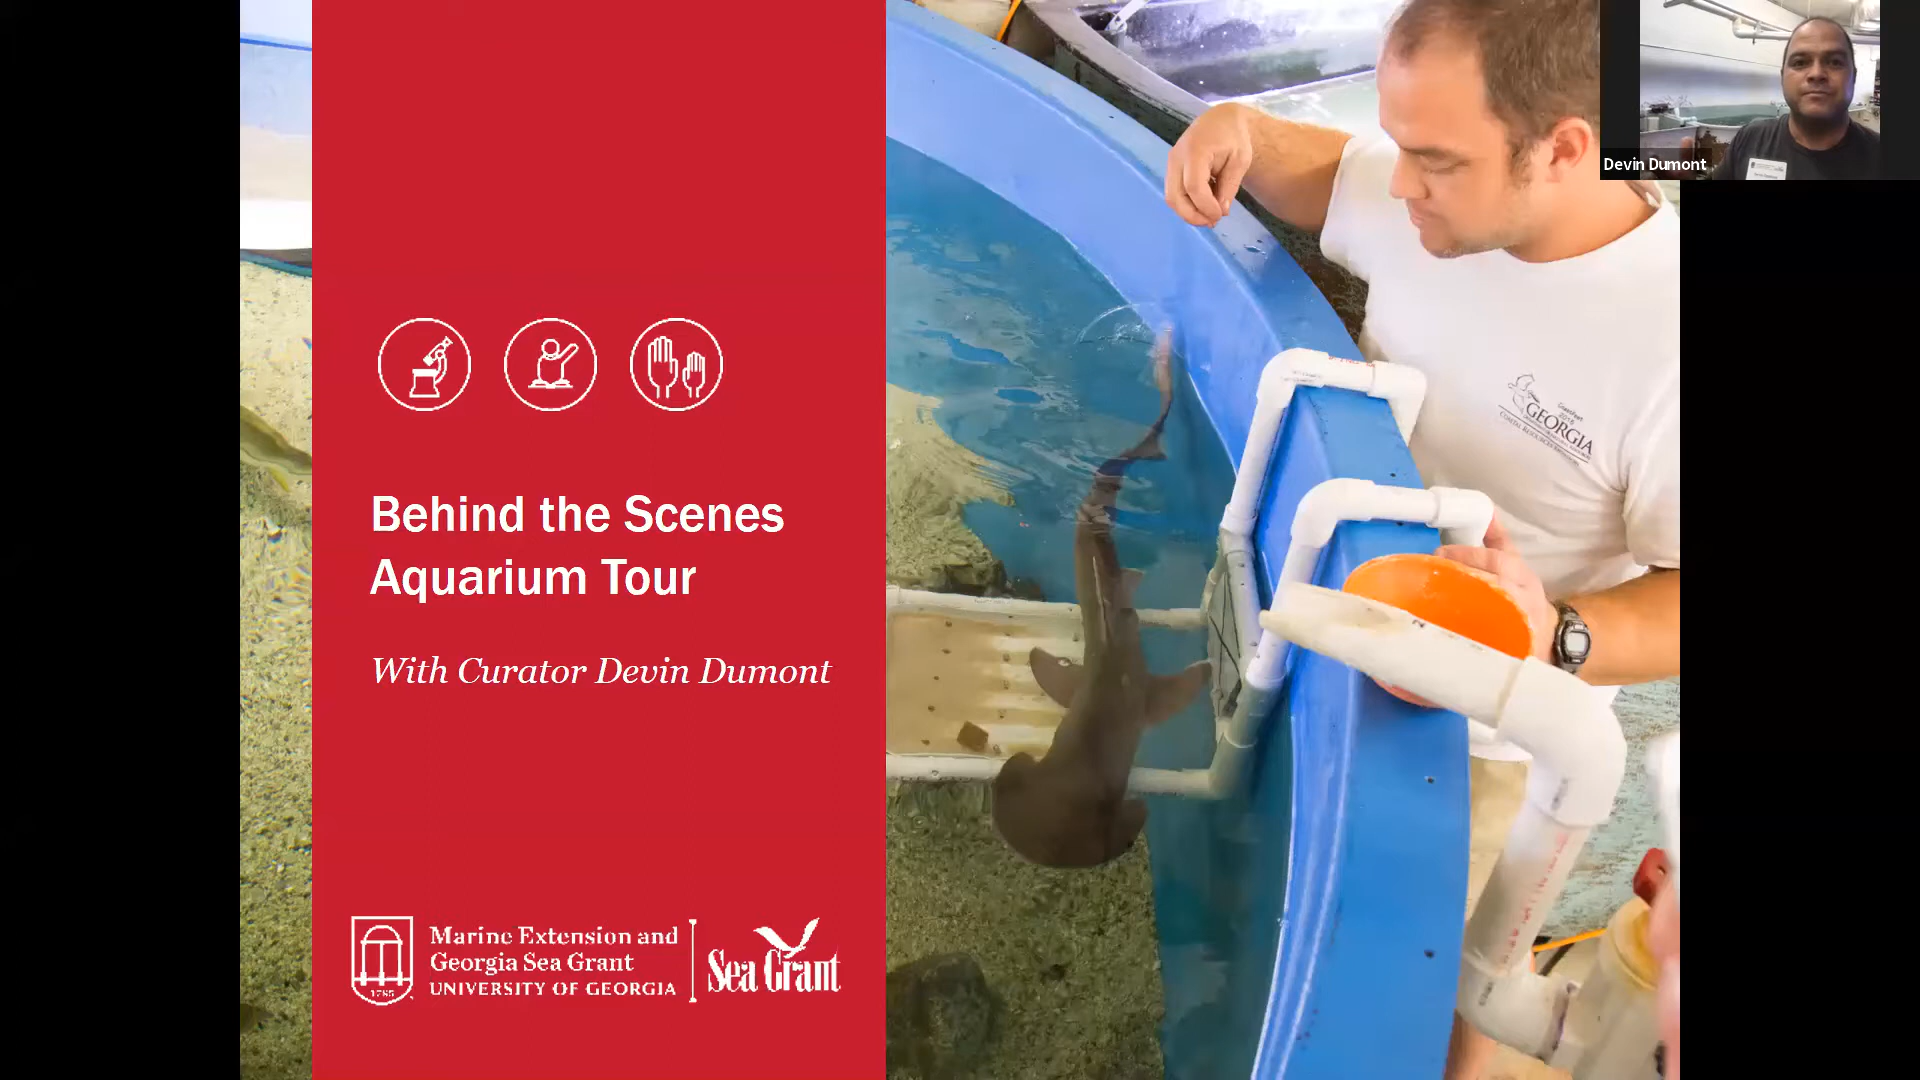 Devin Dumont
Behind the Scenes
Aquarium Tour
With Curator Devin Dumont
GEORGIA
1785
Marine Extension and
Georgia Sea Grant
UNIVERSITY OF GEORGIA
Sea Grant